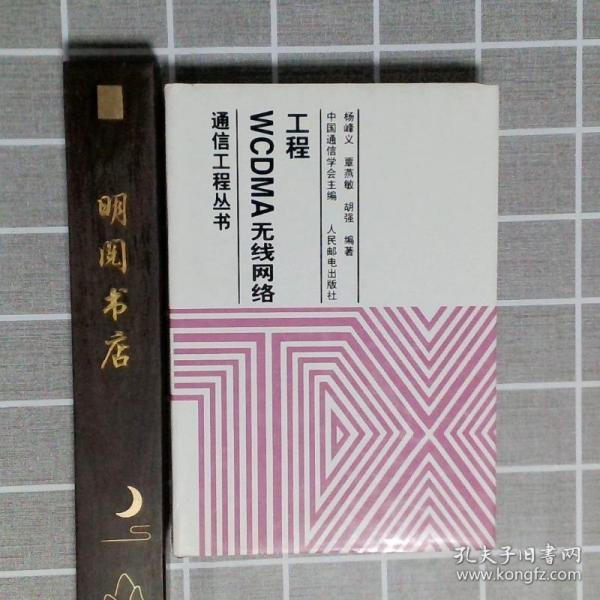 明阅书店
通信工程丛书
WCDMA无线网络
工程
中国通信学会主编 人民邮电出版社
杨峰义 覃燕敏 胡强 编著
孔夫子旧書网
www.kongfz.com